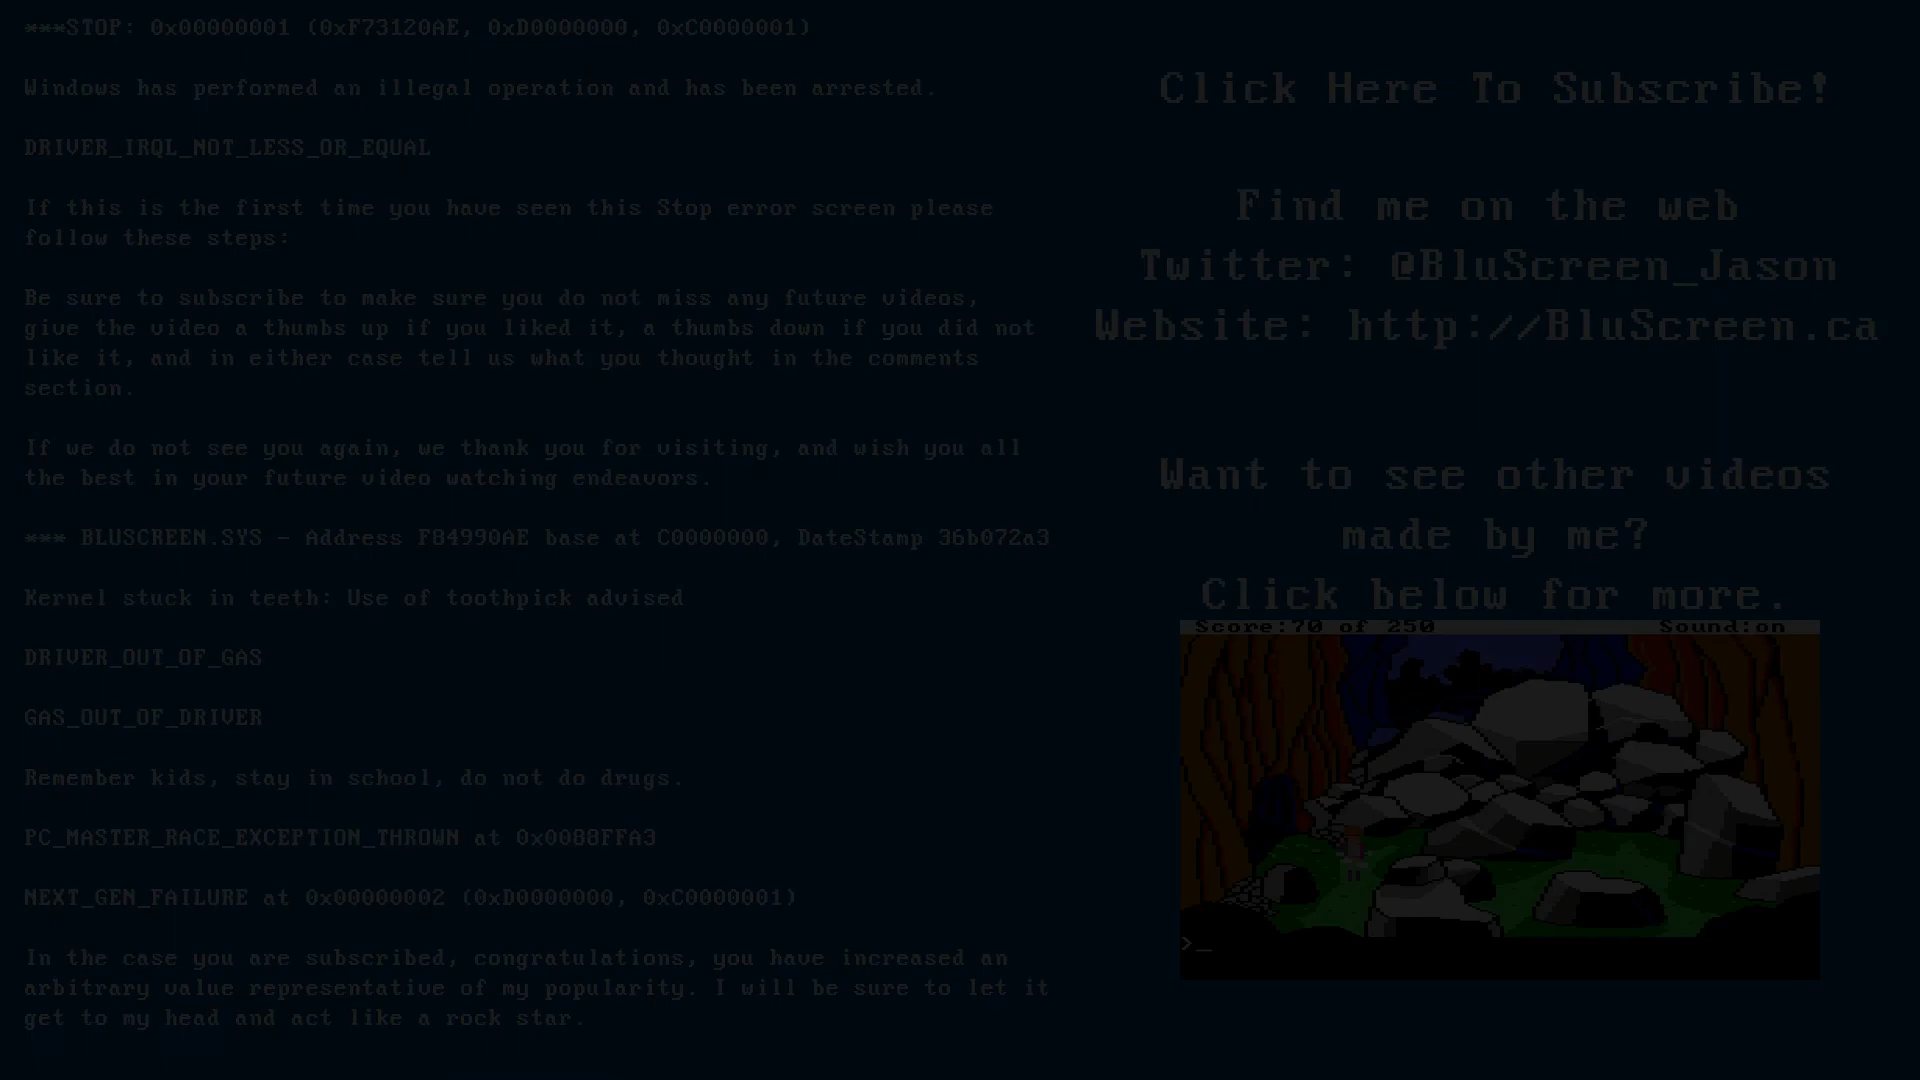 ***STOP: 0x00000001 (0xF73120AE, 0xD0000000, 0xC0000001)
Windows has performed an illegal operation and has been arrested.
DRIVER_IRQL_NOT_LESS_OR_EQUAL
If this is the first time you have seen this Stop error screen please
follow these steps:
Be sure to subscribe to make sure you do not miss any future videos,
give the video a thumbs up if you liked it, a thumbs down if you did not
like it, and in either case tell us what you thought in the comments
section.
If we do not see you again, we thank you for visiting, and wish you all
the best in your future video watching endeavors.
*** BLUSCREEN.SYS - Address F84990AE base at C0000000, DateStamp 36b072a3
Kernel stuck in teeth: Use of toothpick advised
DRIVER_OUT_OF_GAS
GAS_OUT_OF_DRIVER
Remember kids, stay in school, do not do drugs.
PC_MASTER_RACE_EXCEPTION_THROWN at 0x0088FFA3
NEXT_GEN_FAILURE at 0x00000002 (0xD0000000, 0xC0000001)
In the case you are subscribed, congratulations, you have increased an
arbitrary value representative of my popularity. I will be sure to let it
get to my head and act like a rock star.
Click Here To Subscribe!
Find me on the web
Twitter: @BluScreen_Jason
Website: http://BluScreen.ca
Want to see other videos
made by me?
Click below for more.
Score:70 of 250 Sound:on
>_